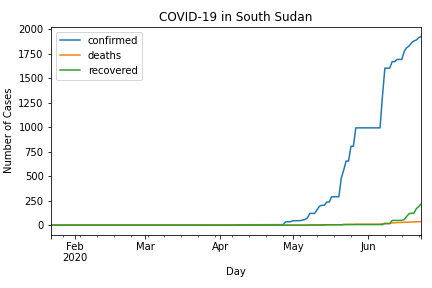 COVID-19 in South Sudan
confirmed
deaths
recovered
Number of Cases
2000
1750
1500
1250
1000
750
500
250
0
Feb
2020
Mar
Apr
May
Jun
Day